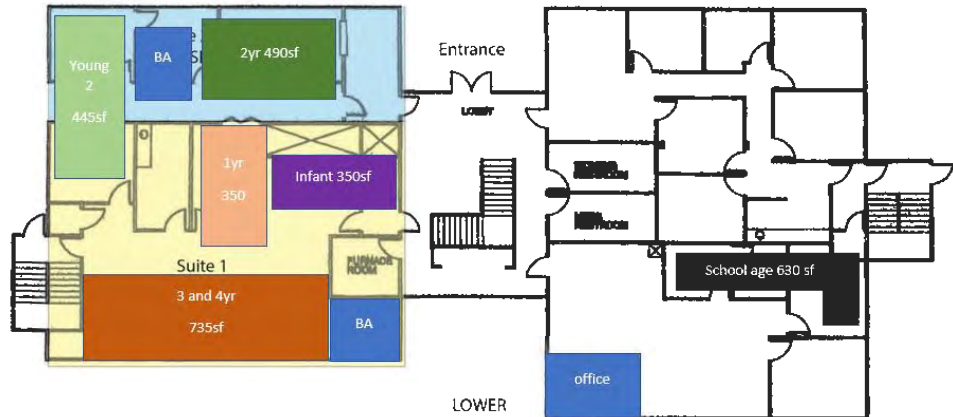 Entrance
LOBBY
Young
2
445sf
BA
2yr 490sf
1yr
350
Infant 350sf
FURNACE
ROOM
Suite 1
3 and 4yr
735sf
BA
School age 630 sf
office
LOWER